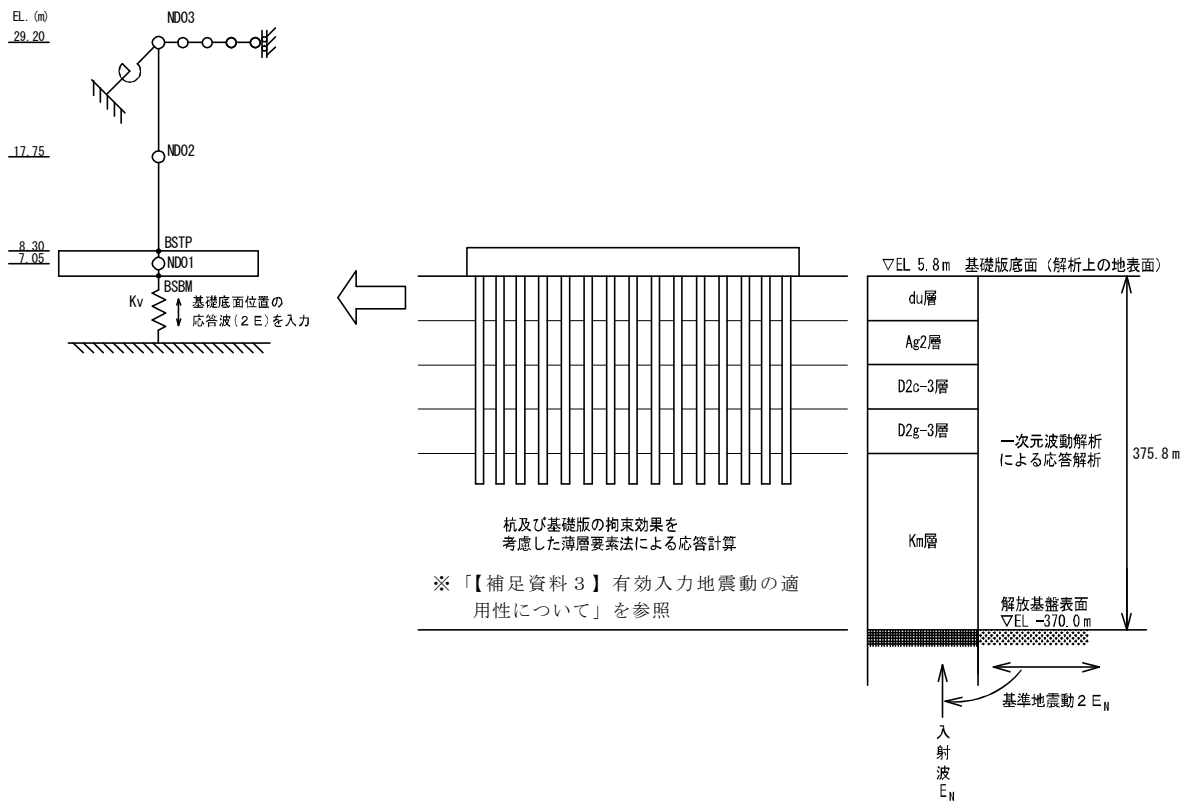 EL.(m)
29.20
ND03
17.75
ND02
8.30
7.05
BSTP
ND01
BSBM
Kv
基礎底面位置の
応答波(2E)を入力
▽EL 5.8m 基礎版底面(解析上の地表面)
du層
Ag2層
D2c-3層
D2g-3層
Km層
一次元波動解析
による応答解析
375.8m
杭及び基礎版の拘束効果を
考慮した薄層要素法による応答計算
※「【補足資料3】有効入力地震動の適
用性について」を参照
解放基盤表面
▽EL -370.0m
基準地震動2EN
入
射
波
EN